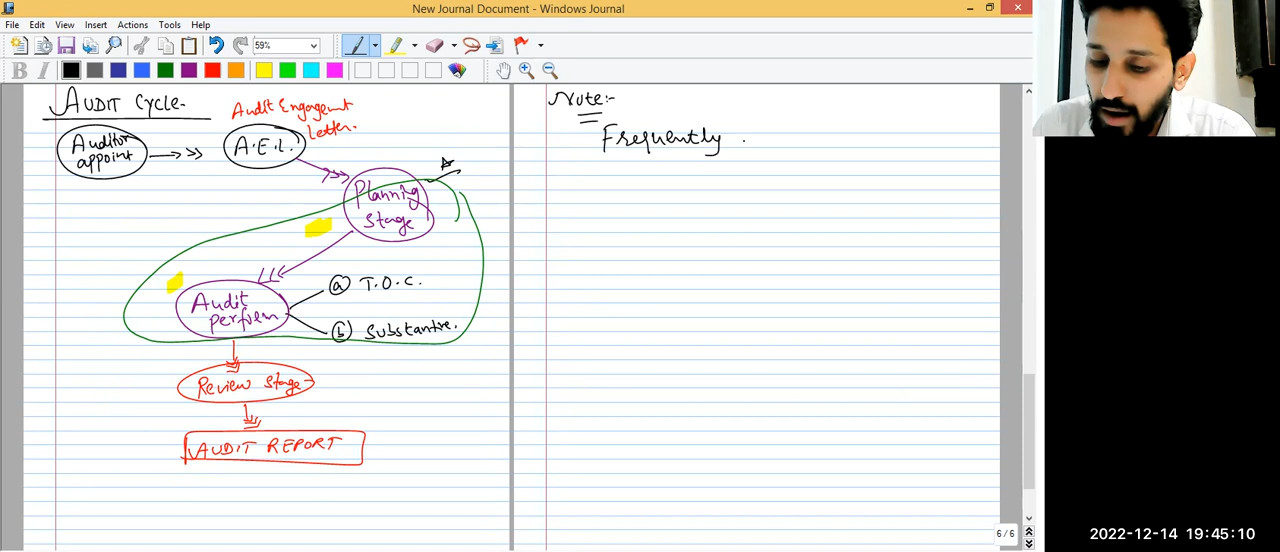 New Journal Document - Windows Journal
File Edit View Insert Actions Tools Help
59%
B I
AUDIT CYCLE-
Audit Engagement
Letter.
Auditor
appoint
A.E.L.
Planning
Stage
Audit
perform
(a) T.O.C.
(b) Substantive.
Review Stage
AUDIT REPORT
Note:-
Frequently
6/6
2022-12-14 19:45:10